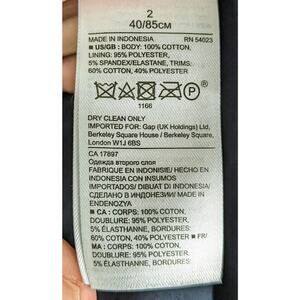 2
40/85CM
MADE IN INDONESIA RN 54023
■ US/GB: BODY: 100% COTTON,
LINING: 95% POLYESTER,
5% SPANDEX/ELASTANE, TRIMS:
60% COTTON, 40% POLYESTER
P
1166
DRY CLEAN ONLY
IMPORTED FOR: Gap (UK Holdings) Ltd,
Berkeley Square House / Berkeley Square,
London W1J 6BS
CA 17897
Одежда второго слоя
FABRIQUE EN INDONISIE/ HECHO EN
INDONESIA CON INSUMOS
IMPORTADOS/ DIBUAT DI INDONESIA/
СДЕЛАНО В ИНДОНЕЗИИ/ MADE IN
ENDENOZYA
■ CA : CORPS: 100% COTON,
DOUBLURE: 95% POLYESTER,
5% ÉLASTHANNE, BORDURES:
60% COTON, 40% POLYESTER ■ FR/
MA : CORPS: 100% COTON,
DOUBLURE: 95% POLYESTER,
5% ÉLASTHANNE, BORDURES: